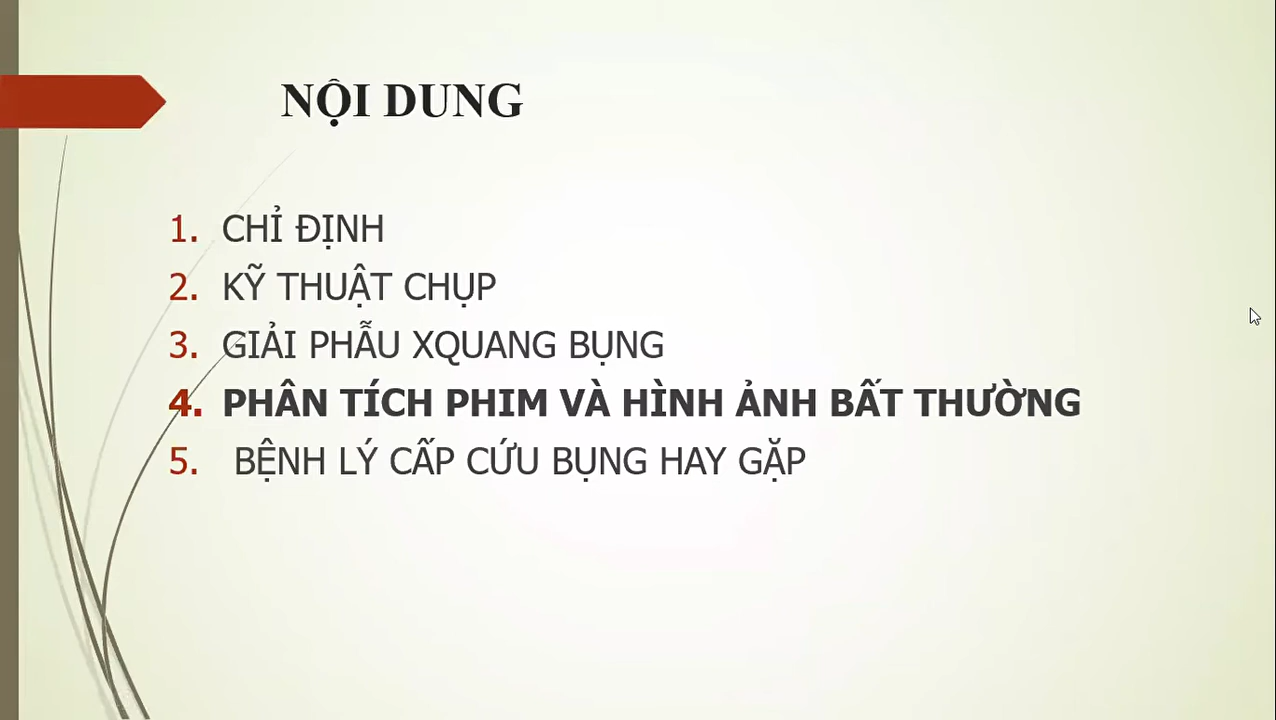 NỘI DUNG
1. CHỈ ĐỊNH
2. KỸ THUẬT CHỤP
3. GIẢI PHẪU XQUANG BỤNG
4. PHÂN TÍCH PHIM VÀ HÌNH ẢNH BẤT THƯỜNG
5. BỆNH LÝ CẤP CỨU BỤNG HAY GẶP